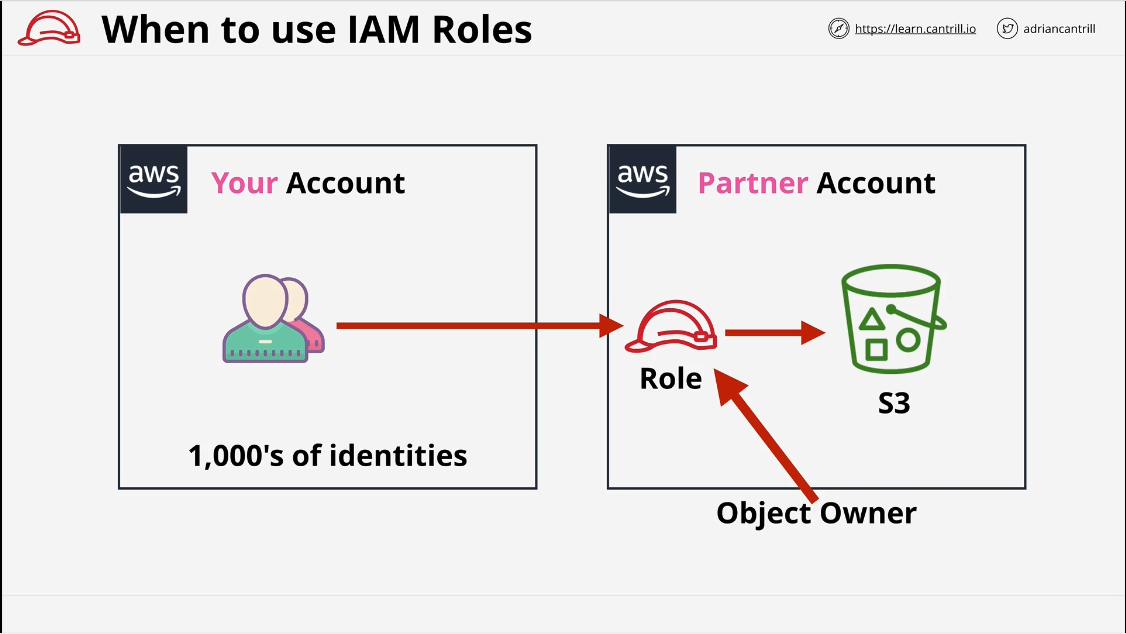 When to use IAM Roles
https://learn.cantrill.io
adriancantrill
aws
Your Account
aws
Partner Account
Role
S3
1,000's of identities
Object Owner